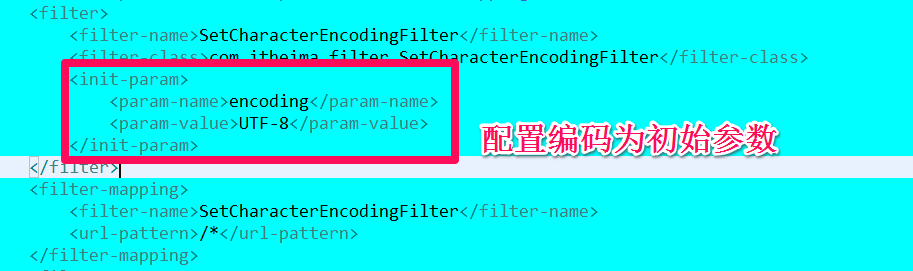 <filter>
<filter-name>SetCharacterEncodingFilter</filter-name>
<filter-class>com.itheima.filter.SetCharacterEncodingFilter</filter-class>
<init-param>
<param-name>encoding</param-name>
<param-value>UTF-8</param-value>
</init-param>
配置编码为初始参数
</filter>
<filter-mapping>
<filter-name>SetCharacterEncodingFilter</filter-name>
<url-pattern>/*</url-pattern>
</filter-mapping>